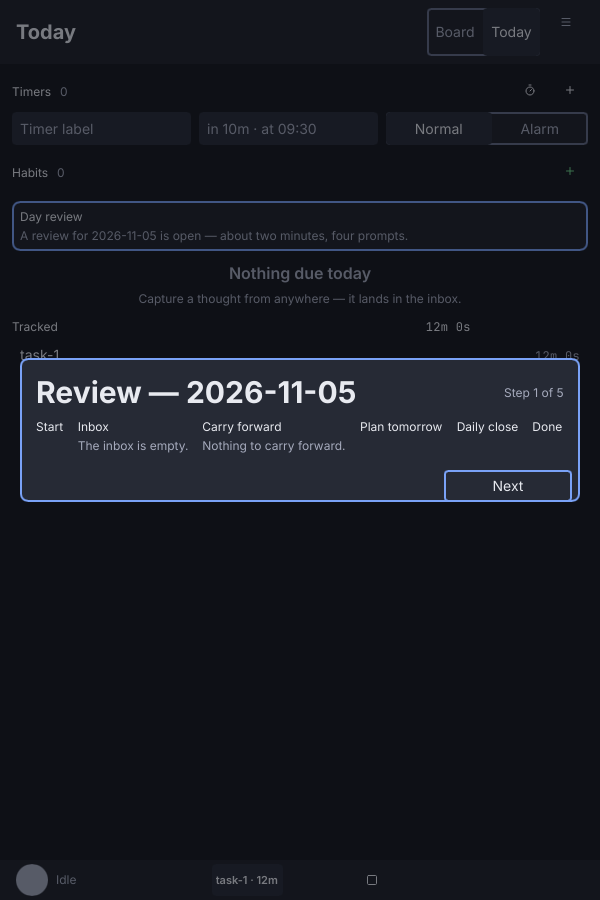 Today
Board
Today
Timers 0
Timer label
in 10m · at 09:30
Normal
Alarm
Habits 0
Day review
A review for 2026-11-05 is open — about two minutes, four prompts.
Nothing due today
Capture a thought from anywhere — it lands in the inbox.
Tracked 12m 0s
task-1 12m 0s
Review — 2026-11-05
Step 1 of 5
Start
Inbox
Carry forward
Plan tomorrow
Daily close
Done
The inbox is empty.
Nothing to carry forward.
Next
Idle
task-1 · 12m